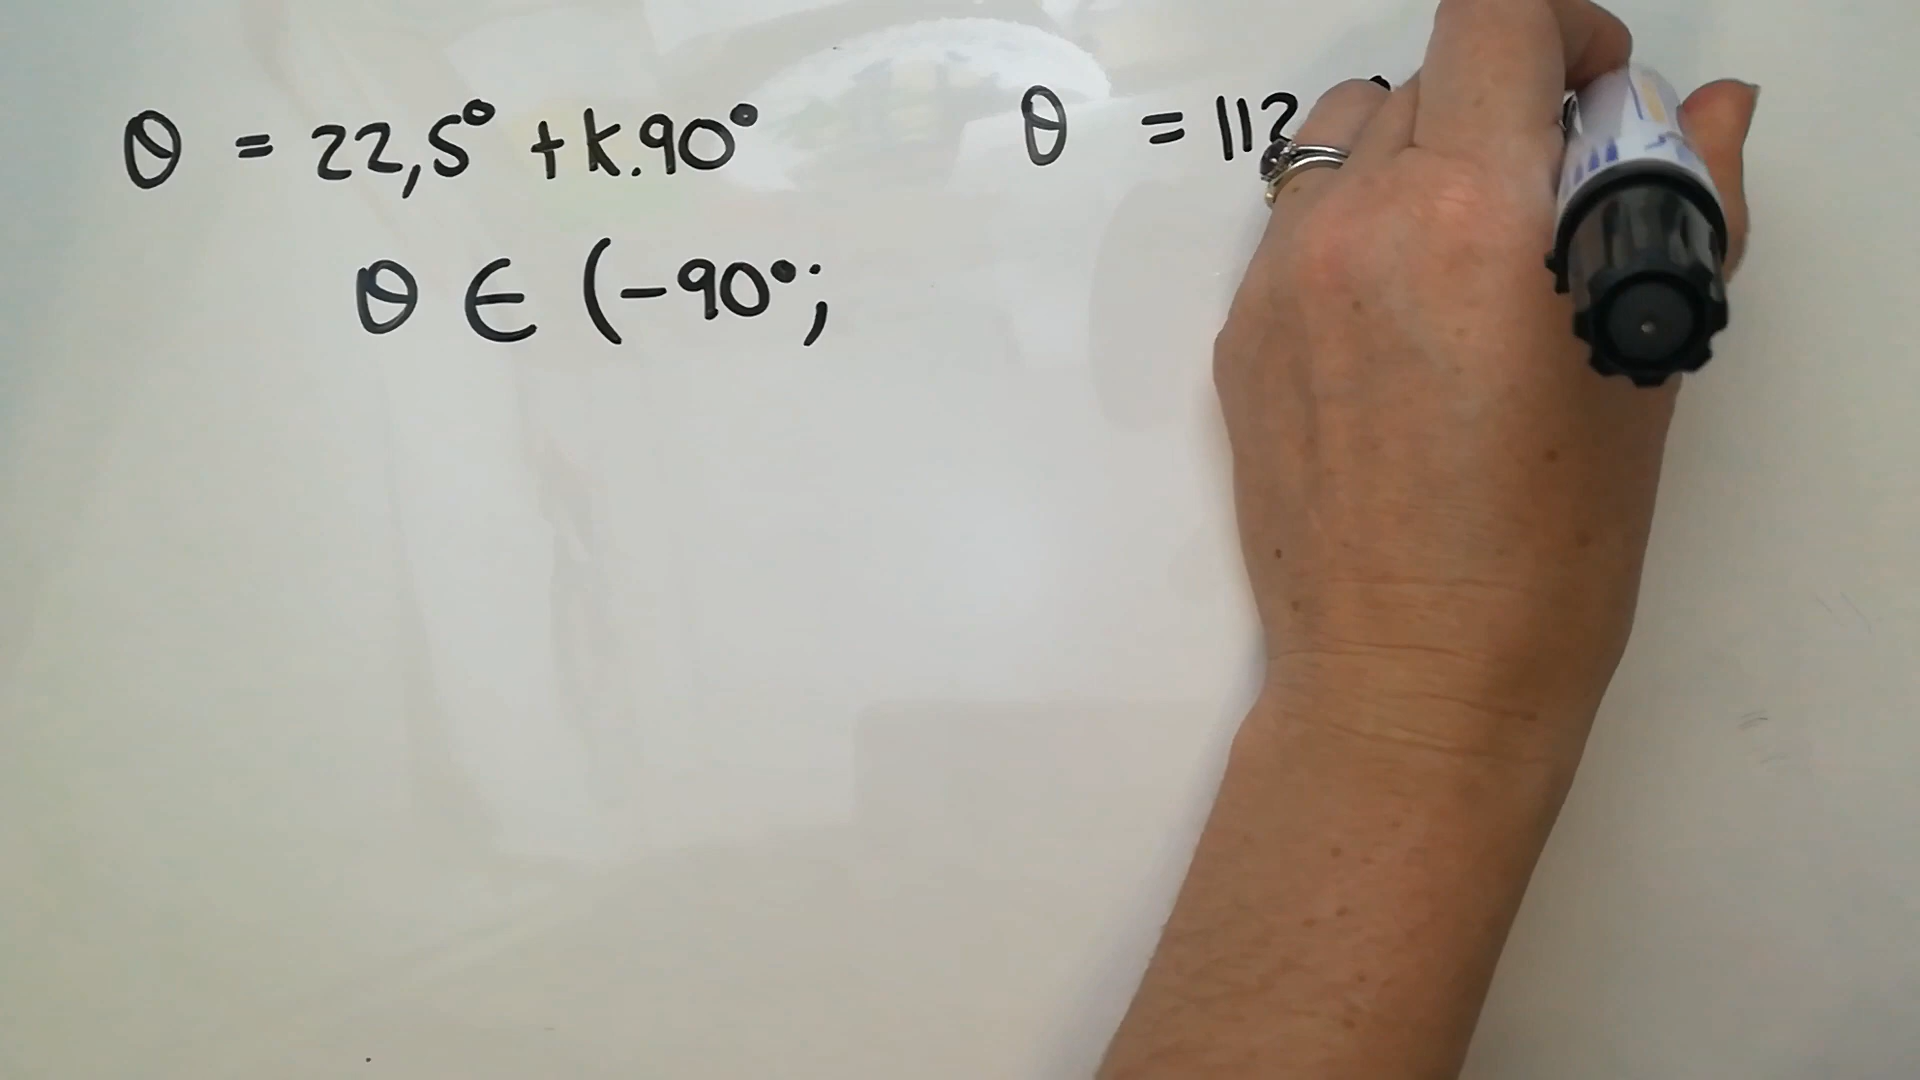 θ = 22,5° + k.90°
θ = 112
θ ∈ (-90°;